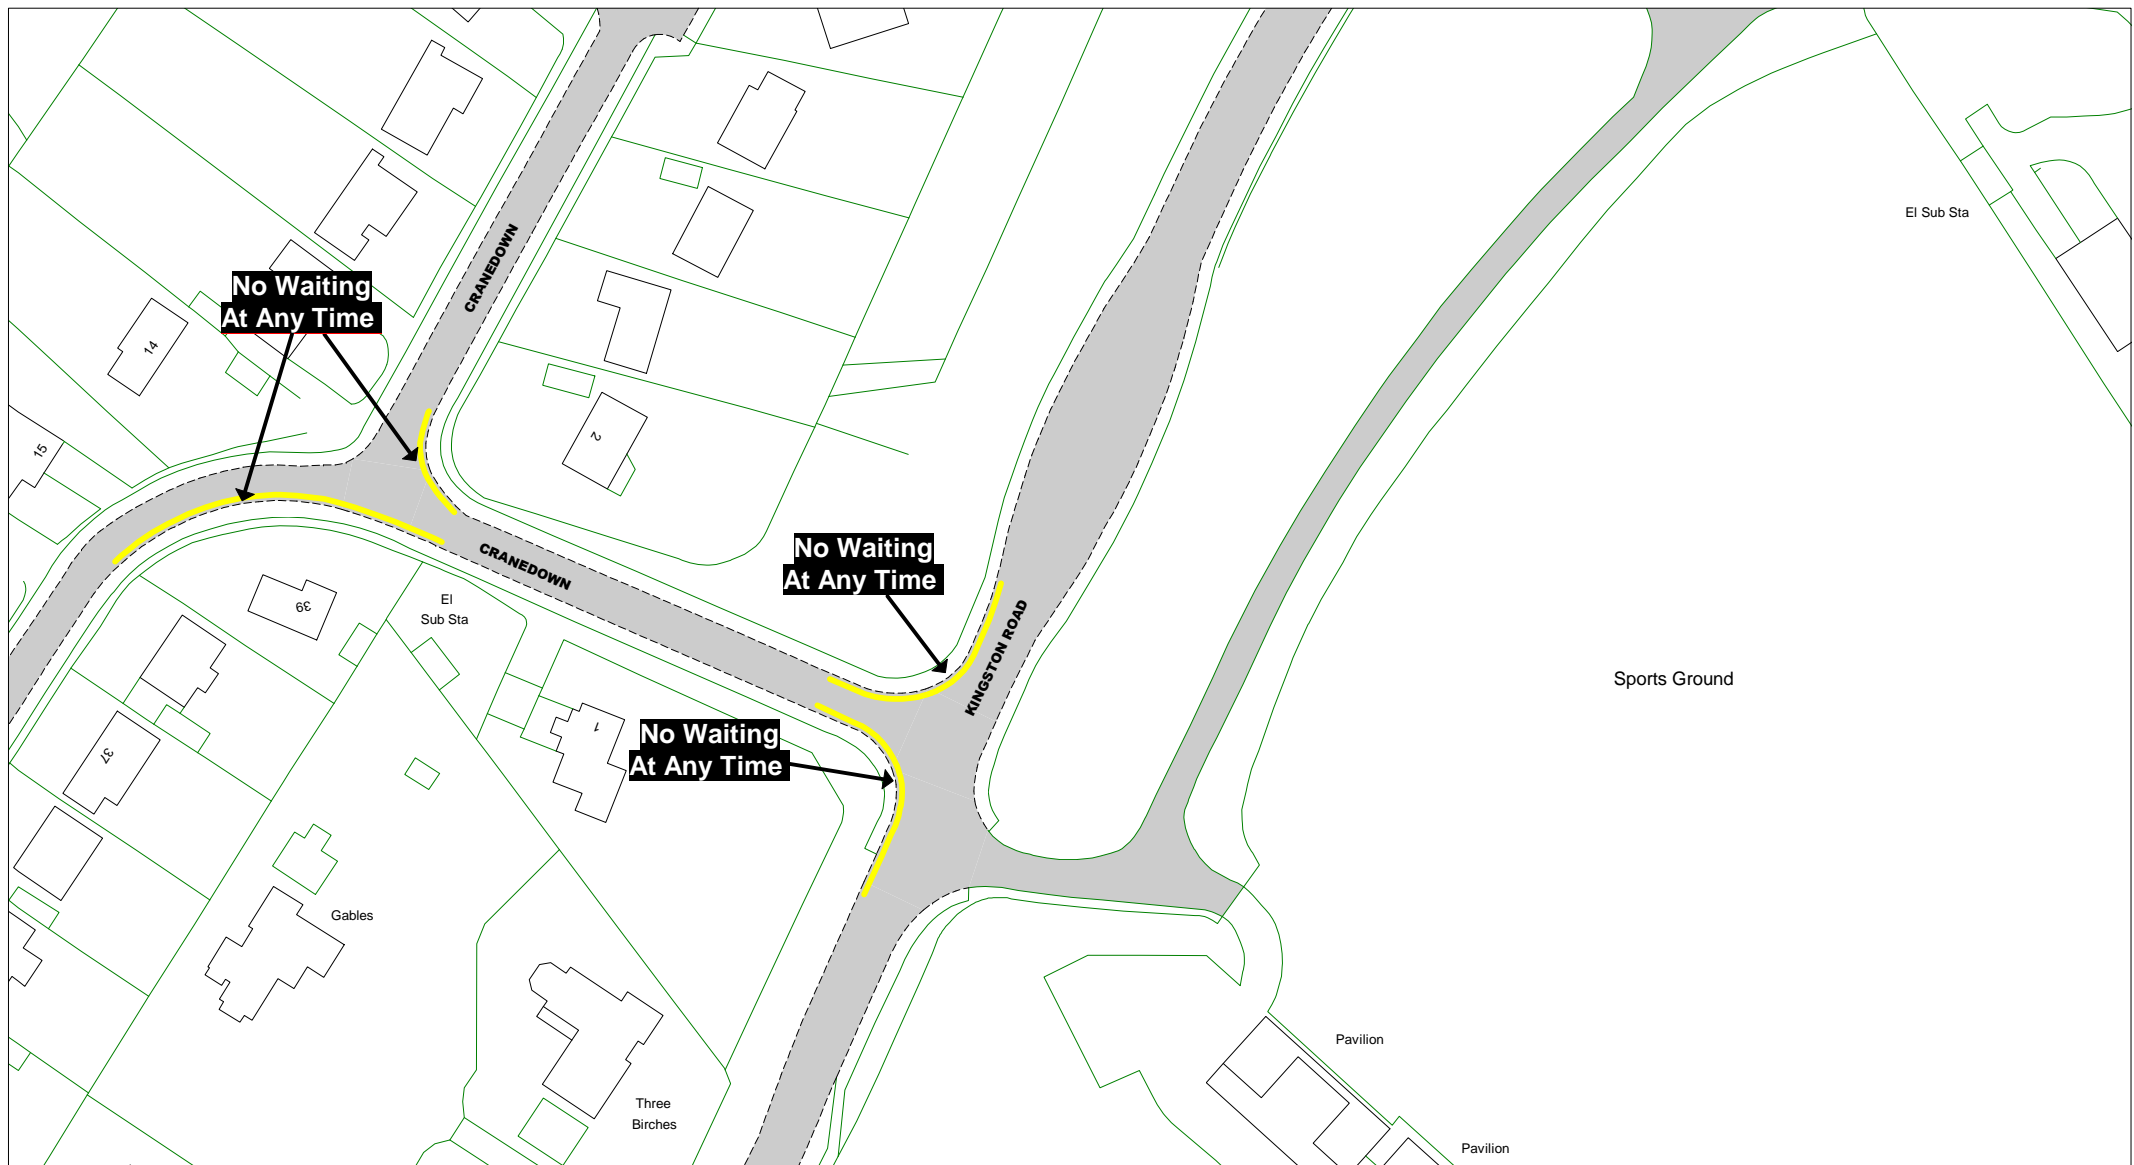 El Sub Sta
CRANEDOWN
No Waiting
At Any Time
14
15
2
No Waiting
At Any Time
CRANEDOWN
El
Sub Sta
39
KINGSTON ROAD
Sports Ground
1
No Waiting
At Any Time
37
Gables
Pavilion
Three
Birches
Pavilion